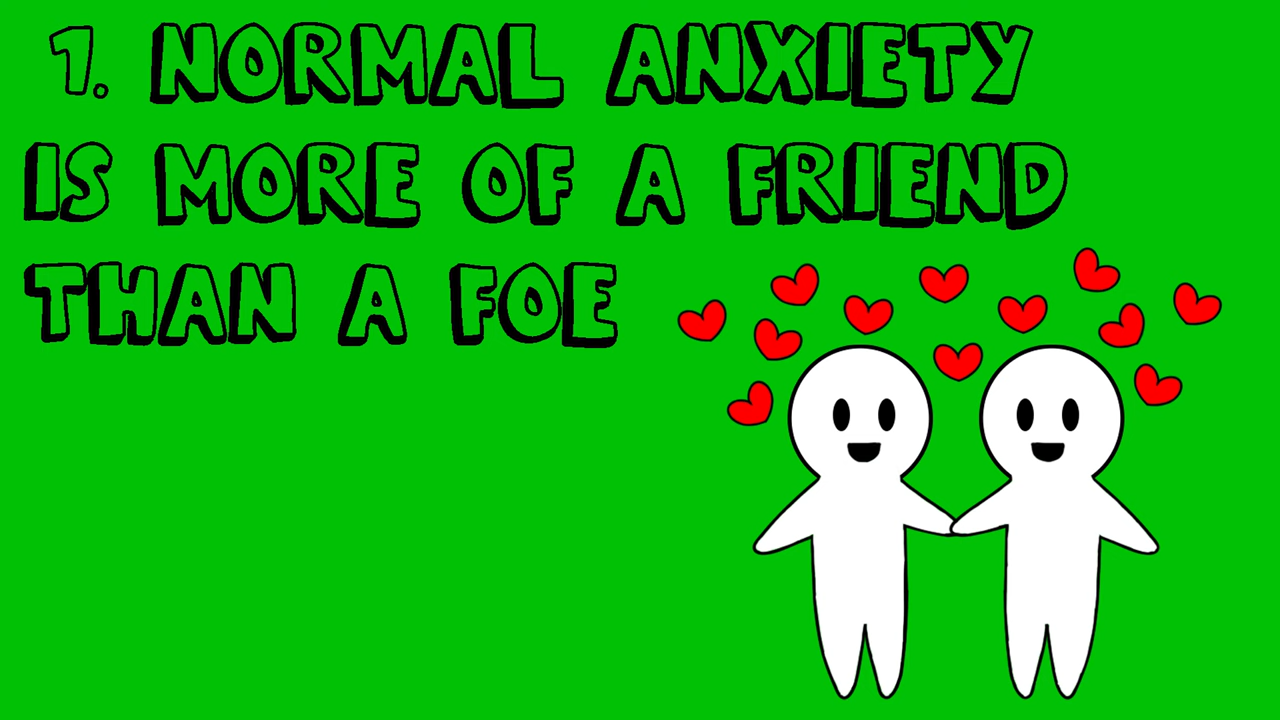 1. NORMAL ANXIETY
IS MORE OF A FRIEND
THAN A FOE